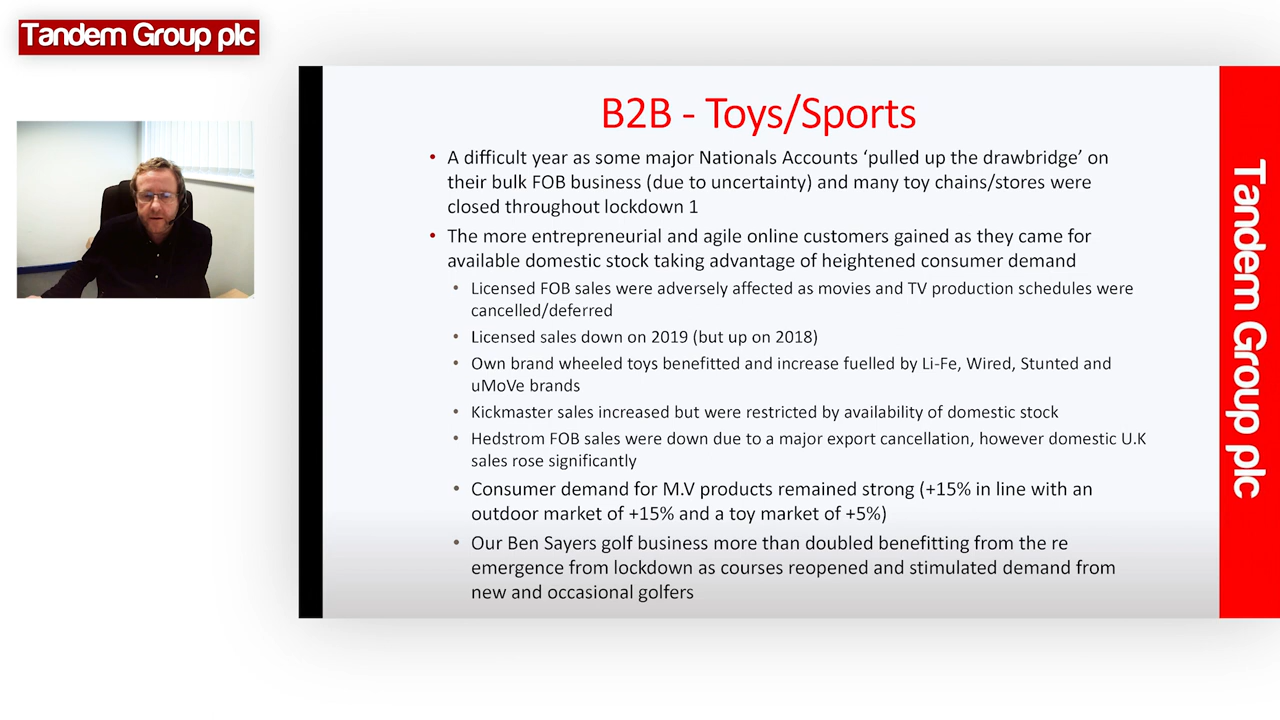 Tandem Group plc
B2B - Toys/Sports
• A difficult year as some major Nationals Accounts ‘pulled up the drawbridge’ on
their bulk FOB business (due to uncertainty) and many toy chains/stores were
closed throughout lockdown 1
• The more entrepreneurial and agile online customers gained as they came for
available domestic stock taking advantage of heightened consumer demand
• Licensed FOB sales were adversely affected as movies and TV production schedules were
cancelled/deferred
• Licensed sales down on 2019 (but up on 2018)
• Own brand wheeled toys benefitted and increase fuelled by Li-Fe, Wired, Stunted and
uMoVe brands
• Kickmaster sales increased but were restricted by availability of domestic stock
• Hedstrom FOB sales were down due to a major export cancellation, however domestic U.K
sales rose significantly
• Consumer demand for M.V products remained strong (+15% in line with an
outdoor market of +15% and a toy market of +5%)
• Our Ben Sayers golf business more than doubled benefitting from the re
emergence from lockdown as courses reopened and stimulated demand from
new and occasional golfers
Tandem Group plc